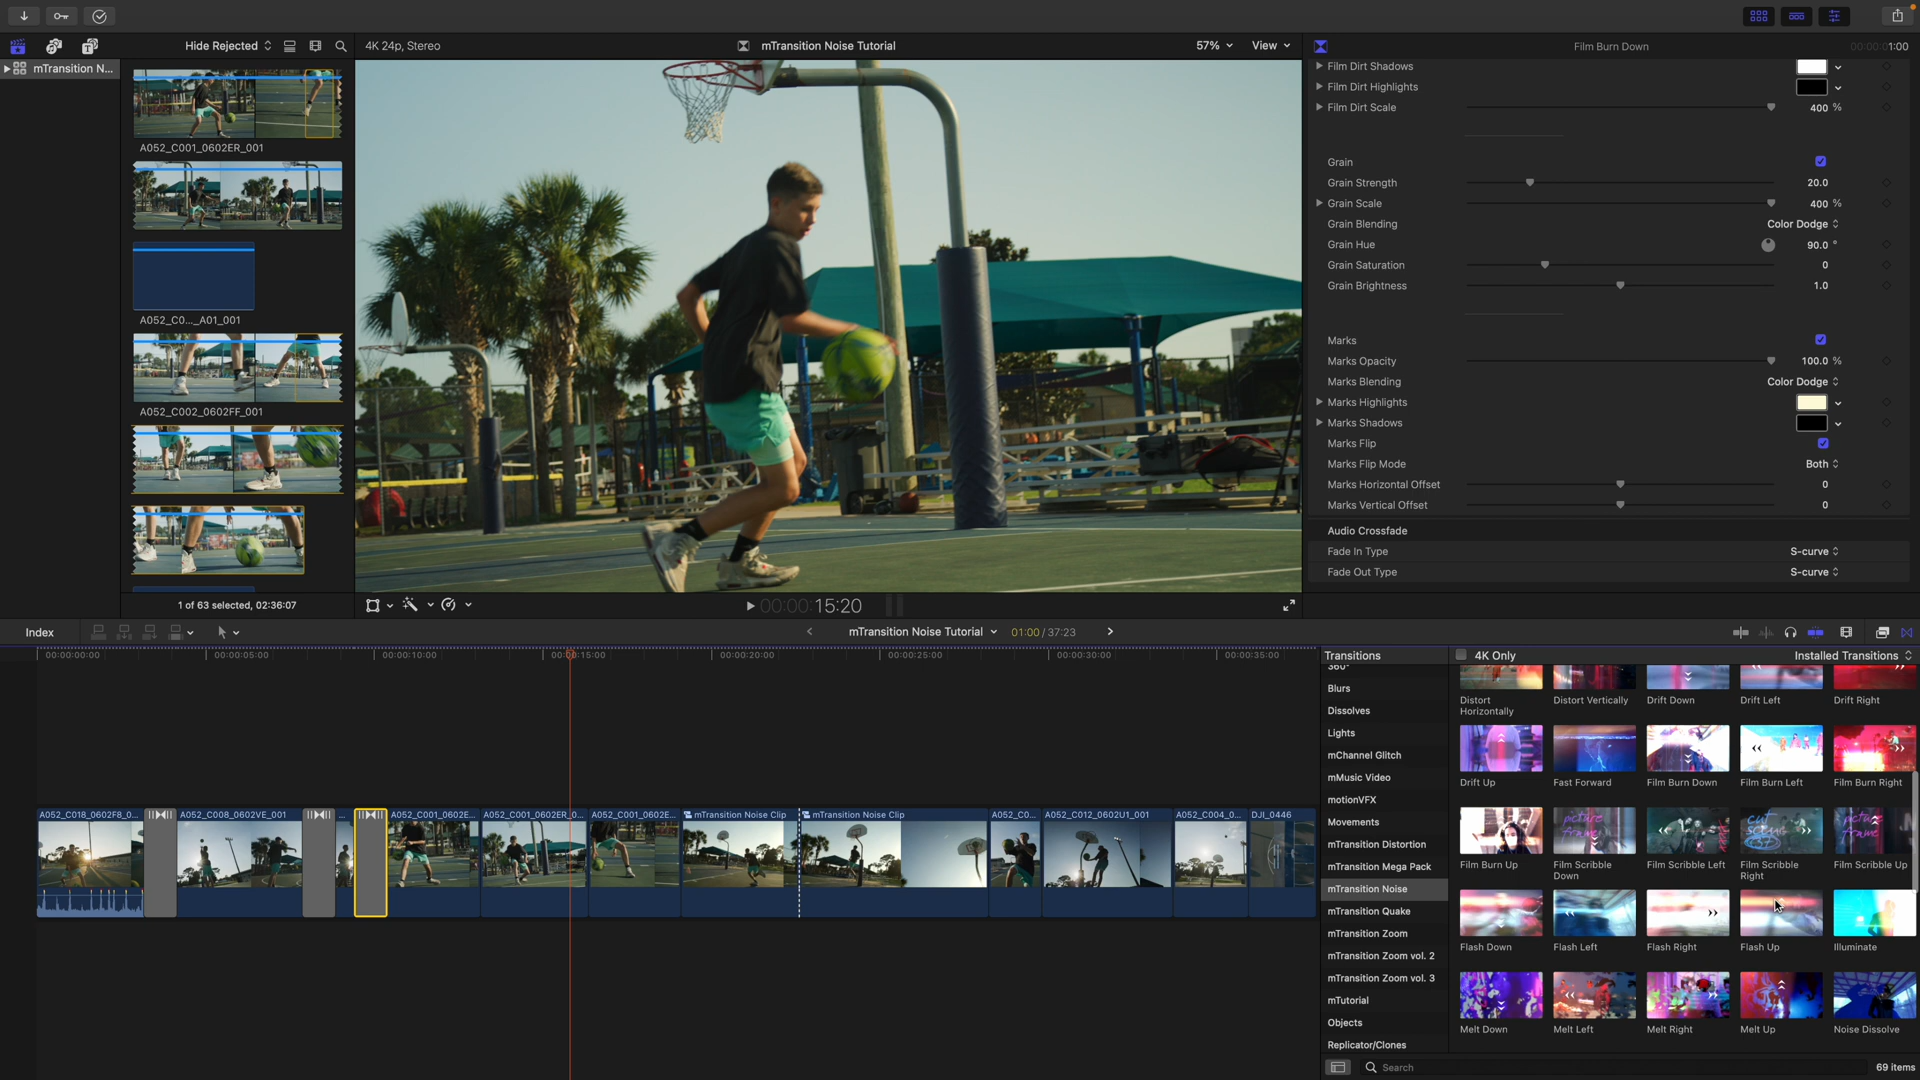 Hide Rejected
4K 24p, Stereo
mTransition Noise Tutorial
57%
View
Film Burn Down
00:00:01:00
mTransition N...
A052_C001_0602ER_001
A052_C0..._A01_001
A052_C002_0602FF_001
1 of 63 selected, 02:36:07
00:00:15:20
Film Dirt Shadows
Film Dirt Highlights
Film Dirt Scale
400 %
Grain
Grain Strength
20.0
Grain Scale
400 %
Grain Blending
Color Dodge
Grain Hue
90.0 °
Grain Saturation
0
Grain Brightness
1.0
Marks
Marks Opacity
100.0 %
Marks Blending
Color Dodge
Marks Highlights
Marks Shadows
Marks Flip
Marks Flip Mode
Both
Marks Horizontal Offset
0
Marks Vertical Offset
0
Audio Crossfade
Fade In Type
S-curve
Fade Out Type
S-curve
Index
mTransition Noise Tutorial
01:00 / 37:23
00:00:00:00
00:00:05:00
00:00:10:00
00:00:15:00
00:00:20:00
00:00:25:00
00:00:30:00
00:00:35:00
A052_C018_0602F8_0...
A052_C008_0602VE_001
...
A052_C001_0602E...
A052_C001_0602ER_0...
A052_C001_0602E...
mTransition Noise Clip
mTransition Noise Clip
A052_C0...
A052_C012_0602U1_001
A052_C004_0...
DJI_0446
Transitions
4K Only
Installed Transitions
360°
Blurs
Dissolves
Lights
mChannel Glitch
mMusic Video
motionVFX
Movements
mTransition Distortion
mTransition Mega Pack
mTransition Noise
mTransition Quake
mTransition Zoom
mTransition Zoom vol. 2
mTransition Zoom vol. 3
mTutorial
Objects
Replicator/Clones
Distort
Horizontally
Distort Vertically
Drift Down
Drift Left
Drift Right
Drift Up
Fast Forward
Film Burn Down
Film Burn Left
Film Burn Right
picture
frame
cut
scenes
picture
frame
Film Burn Up
Film Scribble
Down
Film Scribble Left
Film Scribble
Right
Film Scribble Up
Flash Down
Flash Left
Flash Right
Flash Up
Illuminate
Melt Down
Melt Left
Melt Right
Melt Up
Noise Dissolve
Search
69 items